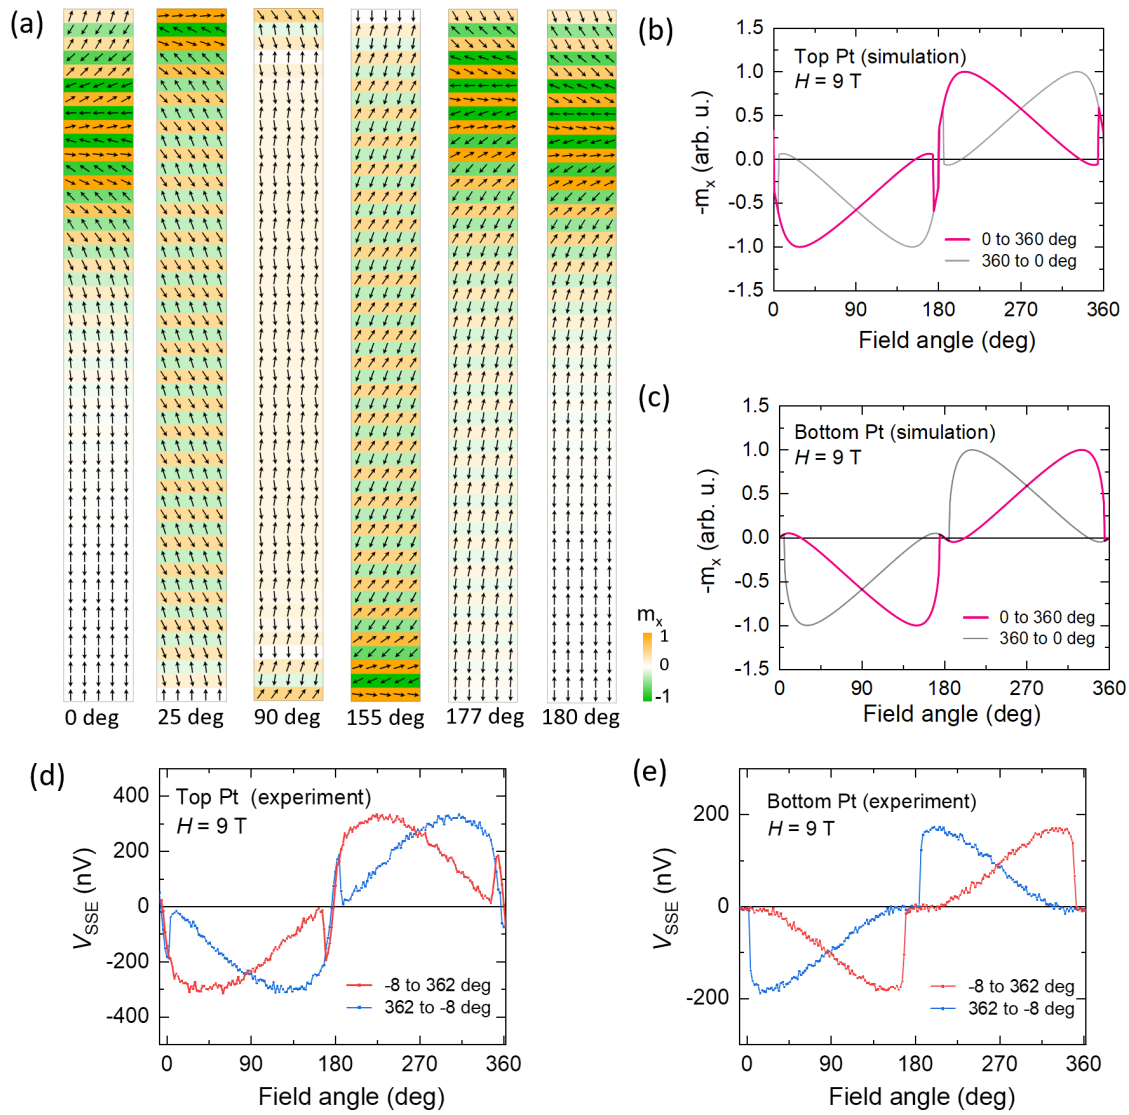 (a)
0 deg
25 deg
90 deg
155 deg
177 deg
180 deg
m_x
1
0
-1
(b)
Top Pt (simulation)
H = 9 T
1.5
1.0
0.5
0.0
-0.5
-1.0
-1.5
-m_x (arb. u.)
0 to 360 deg
360 to 0 deg
0
90
180
270
360
Field angle (deg)
(c)
Bottom Pt (simulation)
H = 9 T
1.5
1.0
0.5
0.0
-0.5
-1.0
-1.5
-m_x (arb. u.)
0 to 360 deg
360 to 0 deg
0
90
180
270
360
Field angle (deg)
(d)
Top Pt (experiment)
H = 9 T
400
200
0
-200
-400
V_SSE (nV)
-8 to 362 deg
362 to -8 deg
0
90
180
270
360
Field angle (deg)
(e)
Bottom Pt (experiment)
H = 9 T
200
0
-200
V_SSE (nV)
-8 to 362 deg
362 to -8 deg
0
90
180
270
360
Field angle (deg)